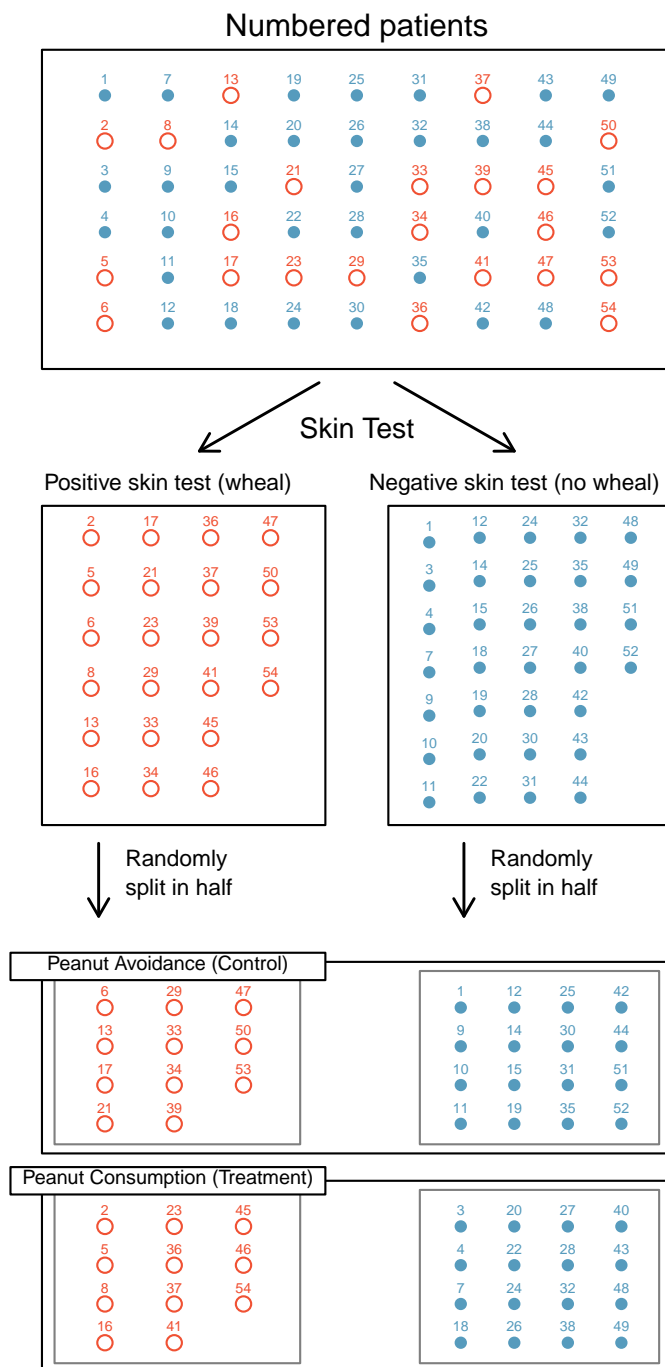 Numbered patients
1 7 13 19 25 31 37 43 49
2 8 14 20 26 32 38 44 50
3 9 15 21 27 33 39 45 51
4 10 16 22 28 34 40 46 52
5 11 17 23 29 35 41 47 53
6 12 18 24 30 36 42 48 54
Skin Test
Positive skin test (wheal)
2 17 36 47
5 21 37 50
6 23 39 53
8 29 41 54
13 33 45
16 34 46
Negative skin test (no wheal)
1 12 24 32 48
3 14 25 35 49
4 15 26 38 51
7 18 27 40 52
9 19 28 42
10 20 30 43
11 22 31 44
Randomly
split in half
Randomly
split in half
Peanut Avoidance (Control)
6 29 47
13 33 50
17 34 53
21 39
1 12 25 42
9 14 30 44
10 15 31 51
11 19 35 52
Peanut Consumption (Treatment)
2 23 45
5 36 46
8 37 54
16 41
3 20 27 40
4 22 28 43
7 24 32 48
18 26 38 49